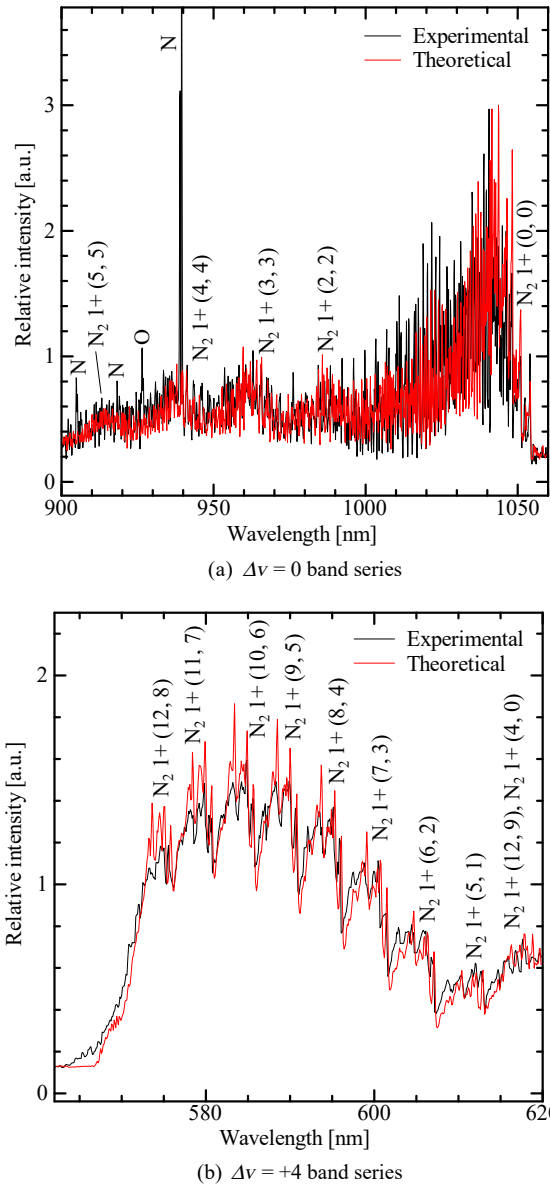 Experimental
Theoretical
N
N₂ 1+ (5, 5)
N
O
N
N₂ 1+ (4, 4)
N₂ 1+ (3, 3)
N₂ 1+ (2, 2)
N₂ 1+ (0, 0)
Relative intensity [a.u.]
3
2
1
0
900
950
1000
1050
Wavelength [nm]
(a) Δv = 0 band series
Experimental
Theoretical
N₂ 1+ (12, 8)
N₂ 1+ (11, 7)
N₂ 1+ (10, 6)
N₂ 1+ (9, 5)
N₂ 1+ (8, 4)
N₂ 1+ (7, 3)
N₂ 1+ (6, 2)
N₂ 1+ (5, 1)
N₂ 1+ (12, 9), N₂ 1+ (4, 0)
Relative intensity [a.u.]
2
1
0
580
600
620
Wavelength [nm]
(b) Δv = +4 band series